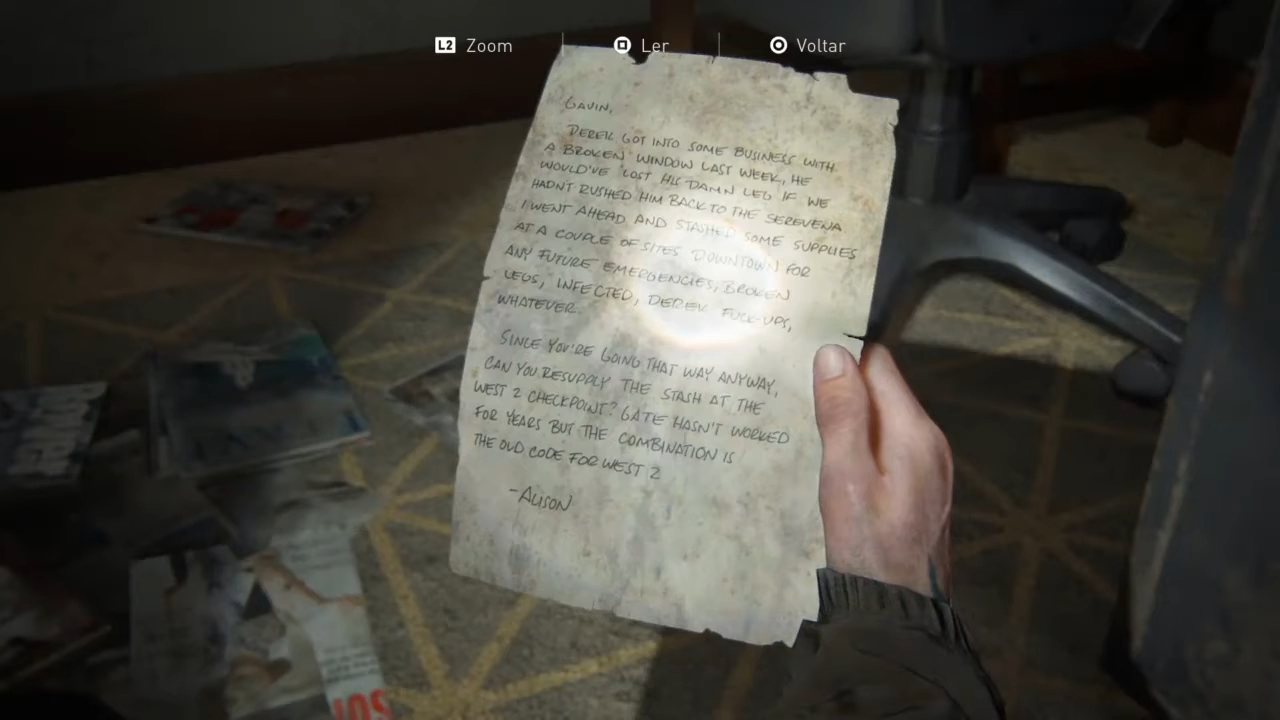 L2 Zoom
Ler
Voltar
GAVIN,
DEREK GOT INTO SOME BUSINESS WITH
A BROKEN WINDOW LAST WEEK, HE
WOULD'VE LOST HIS DAMN LEG IF WE
HADN'T RUSHED HIM BACK TO THE SEREVENA
I WENT AHEAD AND STASHED SOME SUPPLIES
AT A COUPLE OF SITES DOWNTOWN FOR
ANY FUTURE EMERGENCIES, BROKEN
LEGS, INFECTED, DEREK FUCK-UPS,
WHATEVER.
SINCE YOU'RE GOING THAT WAY ANYWAY,
CAN YOU RESUPPLY THE STASH AT THE
WEST 2 CHECKPOINT? GATE HASN'T WORKED
FOR YEARS BUT THE COMBINATION IS
THE OLD CODE FOR WEST 2
-ALISON